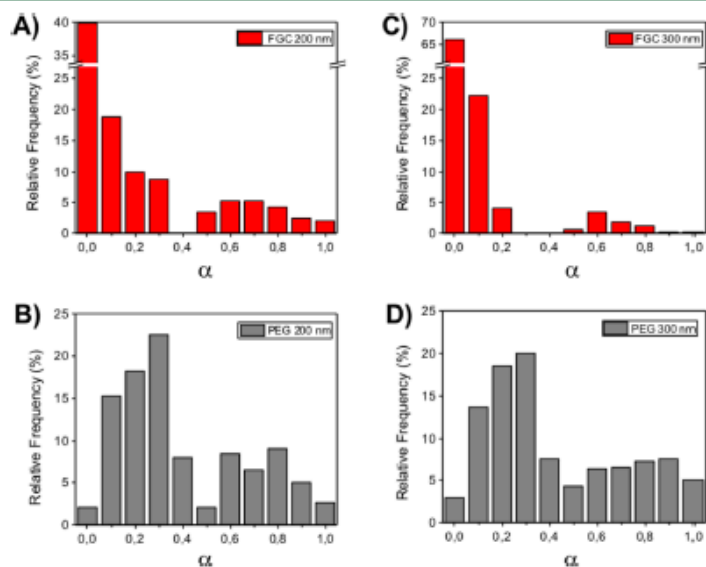 A)
FGC 200 nm
Relative Frequency (%)
40
35
25
20
15
10
5
0
0,0 0,2 0,4 0,6 0,8 1,0
α
C)
FGC 300 nm
Relative Frequency (%)
70
65
25
20
15
10
5
0
0,0 0,2 0,4 0,6 0,8 1,0
α
B)
PEG 200 nm
Relative Frequency (%)
25
20
15
10
5
0
0,0 0,2 0,4 0,6 0,8 1,0
α
D)
PEG 300 nm
Relative Frequency (%)
25
20
15
10
5
0
0,0 0,2 0,4 0,6 0,8 1,0
α